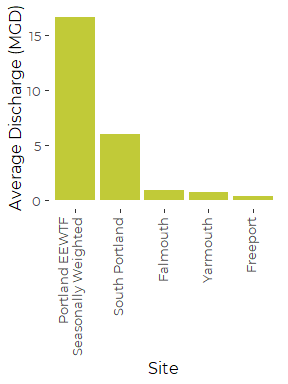 Average Discharge (MGD)
15
10
5
0
Portland EEWTF
Seasonally Weighted
South Portland
Falmouth
Yarmouth
Freeport
Site